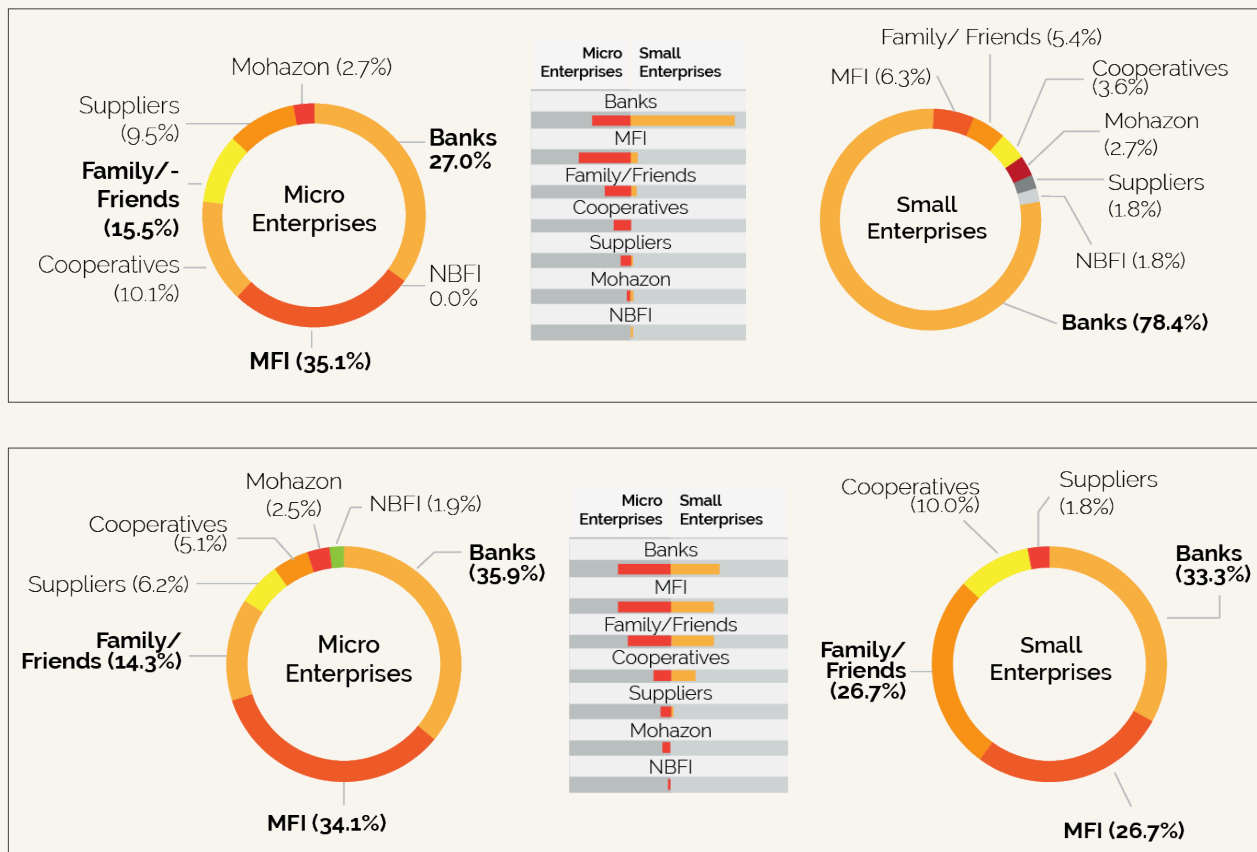 Mohazon (2.7%)
Suppliers
(9.5%)
Family/-
Friends
(15.5%)
Cooperatives
(10.1%)
MFI (35.1%)
NBFI
0.0%
Banks
27.0%
Micro
Enterprises
Micro Small
Enterprises Enterprises
Banks
MFI
Family/Friends
Cooperatives
Suppliers
Mohazon
NBFI
Family/ Friends (5.4%)
MFI (6.3%)
Cooperatives
(3.6%)
Mohazon
(2.7%)
Suppliers
(1.8%)
NBFI (1.8%)
Banks (78.4%)
Small
Enterprises
Mohazon
(2.5%)
NBFI (1.9%)
Cooperatives
(5.1%)
Suppliers (6.2%)
Family/
Friends (14.3%)
MFI (34.1%)
Banks
(35.9%)
Micro
Enterprises
Micro Small
Enterprises Enterprises
Banks
MFI
Family/Friends
Cooperatives
Suppliers
Mohazon
NBFI
Cooperatives
(10.0%)
Suppliers
(1.8%)
Banks
(33.3%)
Family/
Friends
(26.7%)
Small
Enterprises
MFI (26.7%)